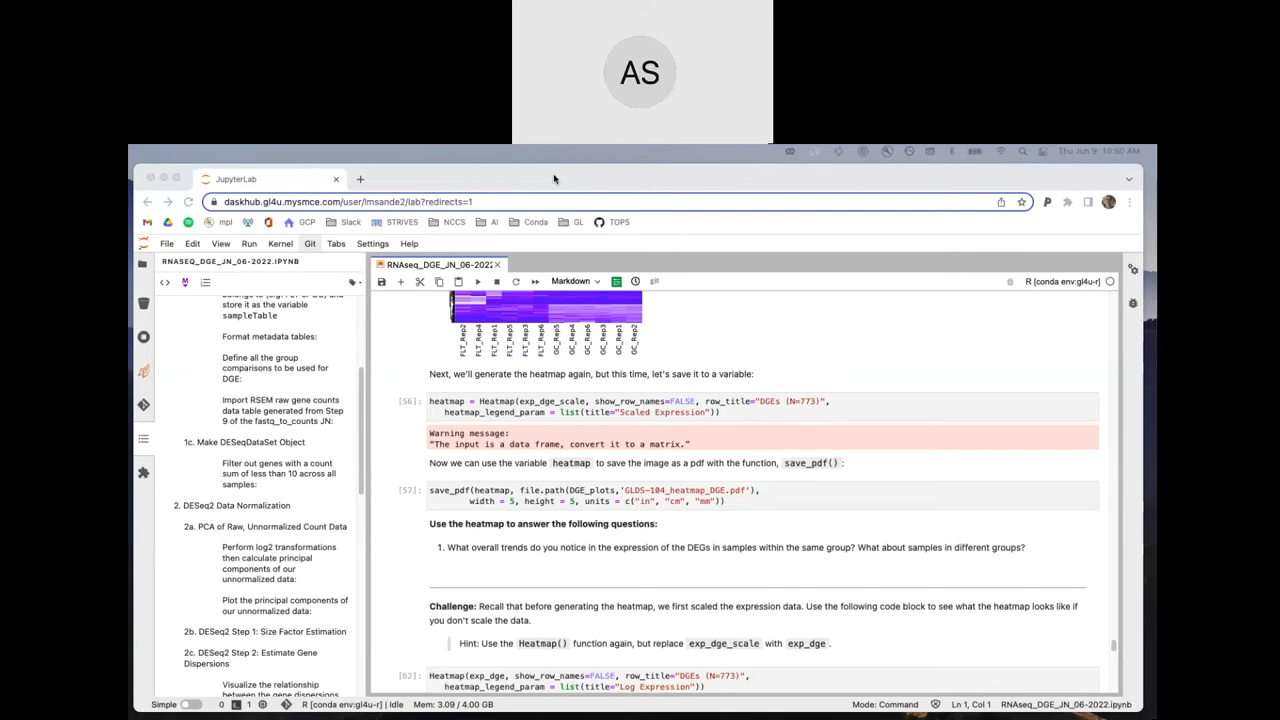 AS
Thu Jun 9 10:50 AM
JupyterLab
daskhub.gl4u.mysmce.com/user/lmsande2/lab?redirects=1
mpl
GCP
Slack
STRIVES
NCCS
AI
Conda
GL
TOPS
File Edit View Run Kernel Git Tabs Settings Help
RNASEQ_DGE_JN_06-2022.IPYNB
RNAseq_DGE_JN_06-2022
Markdown
R [conda env:gl4u-r]
store it as the variable
sampleTable
Format metadata tables:
Define all the group
comparisons to be used for
DGE:
Import RSEM raw gene counts
data table generated from Step
9 of the fastq_to_counts JN:
1c. Make DESeqDataSet Object
Filter out genes with a count
sum of less than 10 across all
samples:
2. DESeq2 Data Normalization
2a. PCA of Raw, Unnormalized Count Data
Perform log2 transformations
then calculate principal
components of our
unnormalized data:
Plot the principal components
of our unnormalized data:
2b. DESeq2 Step 1: Size Factor Estimation
2c. DESeq2 Step 2: Estimate Gene
Dispersions
Visualize the relationship
between the gene dispersions
FLT_Rep2
FLT_Rep4
FLT_Rep1
FLT_Rep5
FLT_Rep3
FLT_Rep6
GC_Rep5
GC_Rep4
GC_Rep6
GC_Rep3
GC_Rep1
GC_Rep2
Next, we'll generate the heatmap again, but this time, let's save it to a variable:
[56]: heatmap = Heatmap(exp_dge_scale, show_row_names=FALSE, row_title="DGEs (N=773)",
heatmap_legend_param = list(title="Scaled Expression"))
Warning message:
"The input is a data frame, convert it to a matrix."
Now we can use the variable heatmap to save the image as a pdf with the function, save_pdf():
[57]: save_pdf(heatmap, file.path(DGE_plots,'GLDS-104_heatmap_DGE.pdf'),
width = 5, height = 5, units = c("in", "cm", "mm"))
Use the heatmap to answer the following questions:
1. What overall trends do you notice in the expression of the DEGs in samples within the same group? What about samples in different groups?
Challenge: Recall that before generating the heatmap, we first scaled the expression data. Use the following code block to see what the heatmap looks like if
you don't scale the data.
Hint: Use the Heatmap() function again, but replace exp_dge_scale with exp_dge.
[62]: Heatmap(exp_dge, show_row_names=FALSE, row_title="DGEs (N=773)",
heatmap_legend_param = list(title="Log Expression"))
Simple 0 1 R [conda env:gl4u-r] | Idle Mem: 3.09 / 4.00 GB Mode: Command Ln 1, Col 1 RNAseq_DGE_JN_06-2022.ipynb